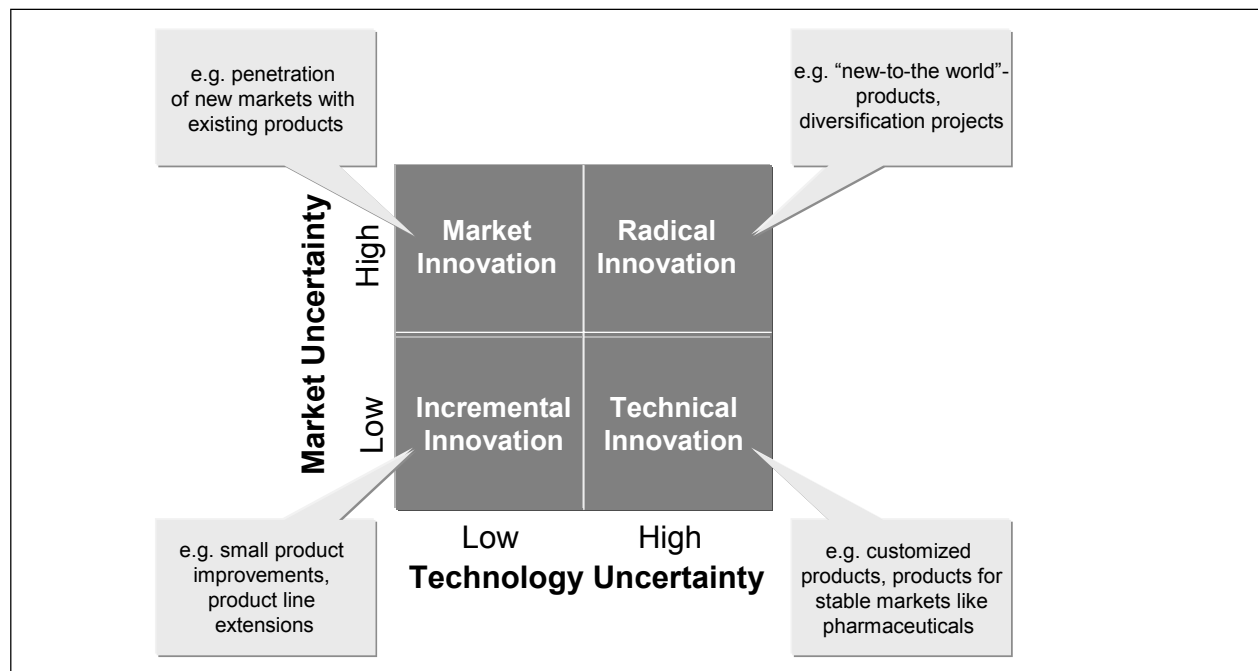 e.g. penetration
of new markets with
existing products
e.g. “new-to-the world”-
products,
diversification projects
Market Uncertainty
High
Low
Market
Innovation
Radical
Innovation
Incremental
Innovation
Technical
Innovation
Low
High
Technology Uncertainty
e.g. small product
improvements,
product line
extensions
e.g. customized
products, products for
stable markets like
pharmaceuticals